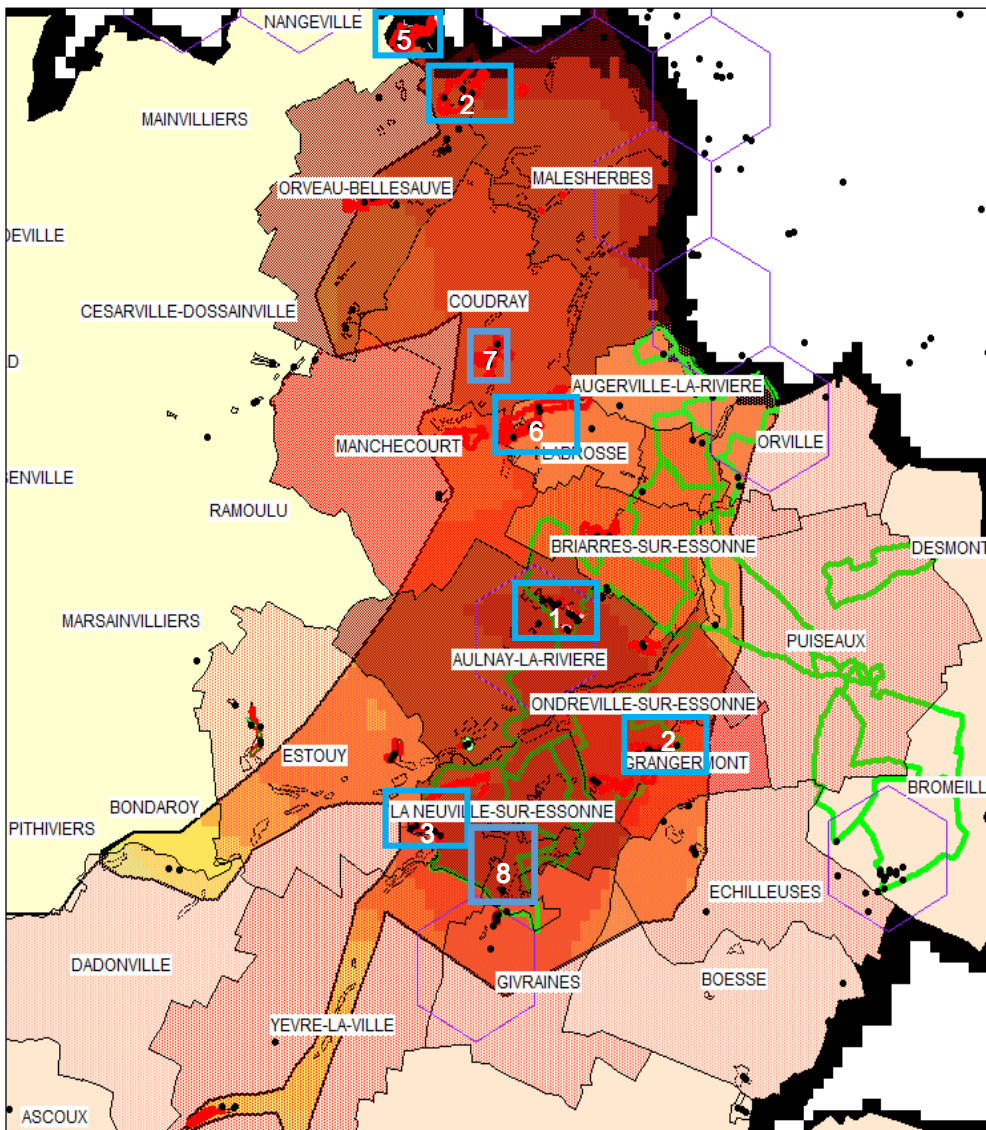 NANGEVILLE
5
2
MAINVILLIERS
MALESHERBES
ORVEAU-BELLESAUVE
DEVILLE
COUDRAY
CESARVILLE-DOSSAINVILLE
7
D
AUGERVILLE-LA-RIVIERE
6
ORVILLE
MANCHECOURT
LABROSSE
ENVILLE
RAMOULU
BRIARRES-SUR-ESSONNE
DESMONT
1
MARSAINVILLIERS
PUISEAUX
AULNAY-LA-RIVIERE
ONDREVILLE-SUR-ESSONNE
2
ESTOUY
GRANGERMONT
BROMEILL
BONDAROY
LA NEUVILLE-SUR-ESSONNE
PITHIVIERS
3
8
ECHILLEUSES
DADONVILLE
GIVRAINES
BOESSE
YEVRE-LA-VILLE
ASCOUX